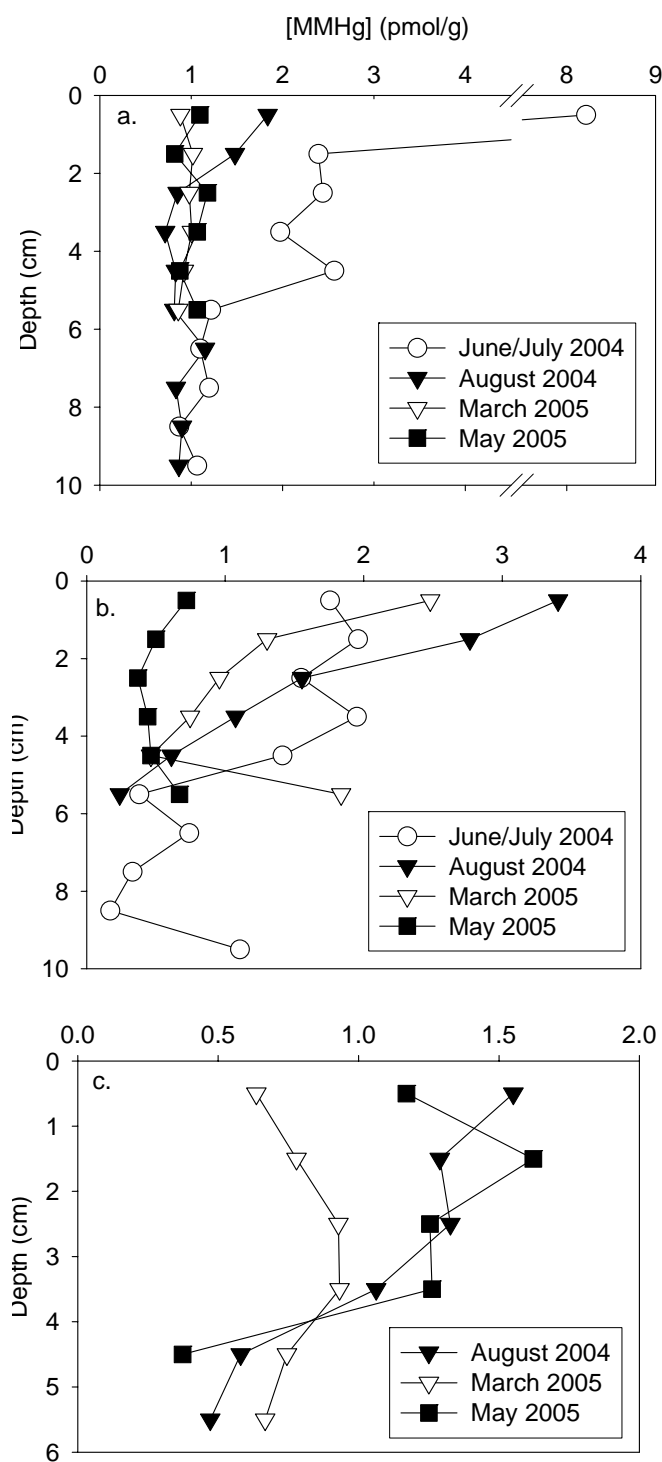 [MMHg] (pmol/g)
0 1 2 3 4 8 9
a.
0
2
4
6
8
10
Depth (cm)
June/July 2004
August 2004
March 2005
May 2005
0 1 2 3 4
b.
0
2
4
6
8
10
Depth (cm)
June/July 2004
August 2004
March 2005
May 2005
0.0 0.5 1.0 1.5 2.0
c.
0
1
2
3
4
5
6
Depth (cm)
August 2004
March 2005
May 2005